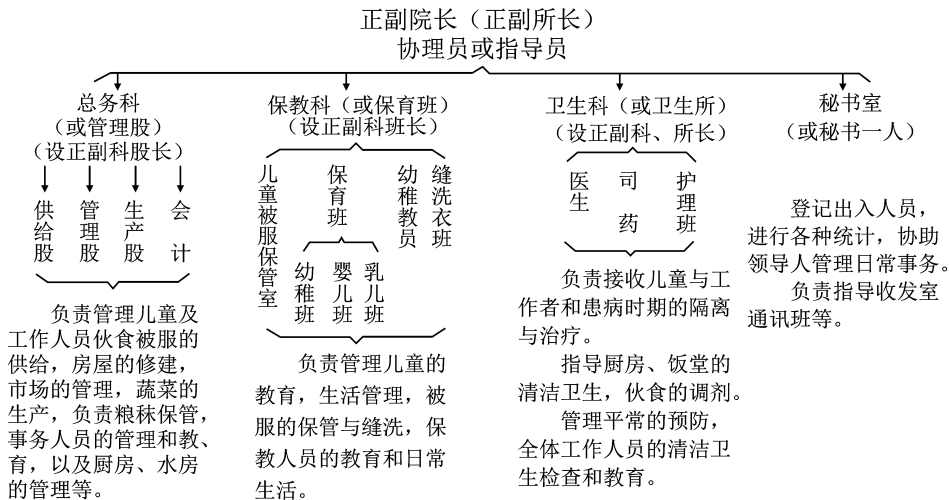 正副院长（正副所长）
协理员或指导员
总务科
（或管理股）
（设正副科股长）
供给股
管理股
生产股
会计
负责管理儿童及
工作人员伙食被服的
供给，房屋的修建，
市场的管理，蔬菜的
生产，负责粮秣保管，
事务人员的管理和教、
育，以及厨房、水房
的管理等。
保教科（或保育班）
（设正副科班长）
儿童被服保管室
保育班
幼稚教员
缝洗衣班
幼稚班
婴儿班
乳儿班
负责管理儿童的
教育，生活管理，被
服的保管与缝洗，保
教人员的教育和日常
生活。
卫生科（或卫生所）
（设正副科、所长）
医生
司药
护理班
负责接收儿童与工
作者和患病时期的隔离
与治疗。
指导厨房、饭堂的
清洁卫生，伙食的调剂。
管理平常的预防，
全体工作人员的清洁卫
生检查和教育。
秘书室
（或秘书一人）
登记出入人员，
进行各种统计，协助
领导人管理日常事务。
负责指导收发室
通讯班等。